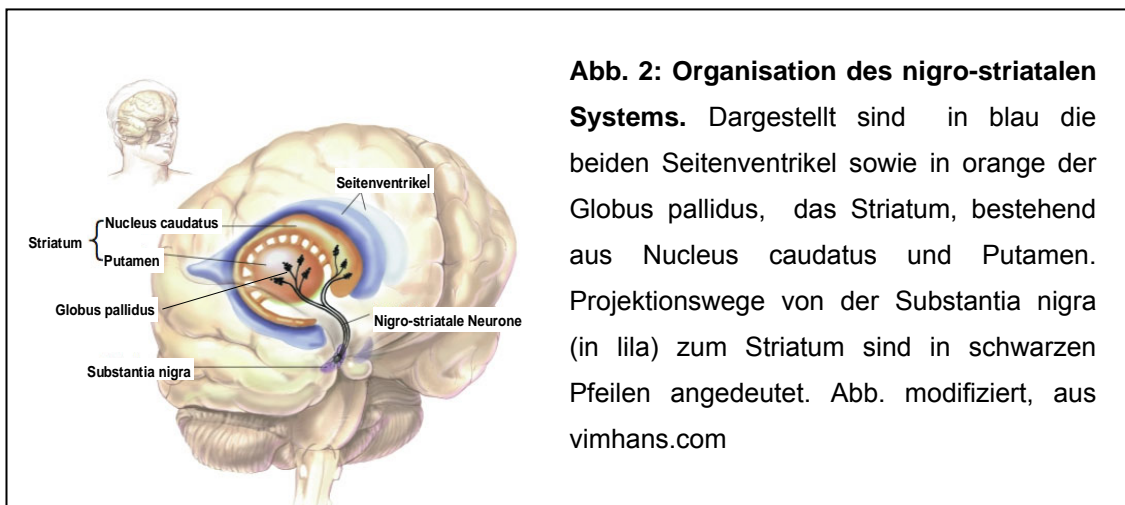 Seitenventrikel
Nucleus caudatus
Striatum
Putamen
Globus pallidus
Nigro-striatale Neurone
Substantia nigra
Abb. 2: Organisation des nigro-striatalen
Systems. Dargestellt sind in blau die
beiden Seitenventrikel sowie in orange der
Globus pallidus, das Striatum, bestehend
aus Nucleus caudatus und Putamen.
Projektionswege von der Substantia nigra
(in lila) zum Striatum sind in schwarzen
Pfeilen angedeutet. Abb. modifiziert, aus
vimhans.com